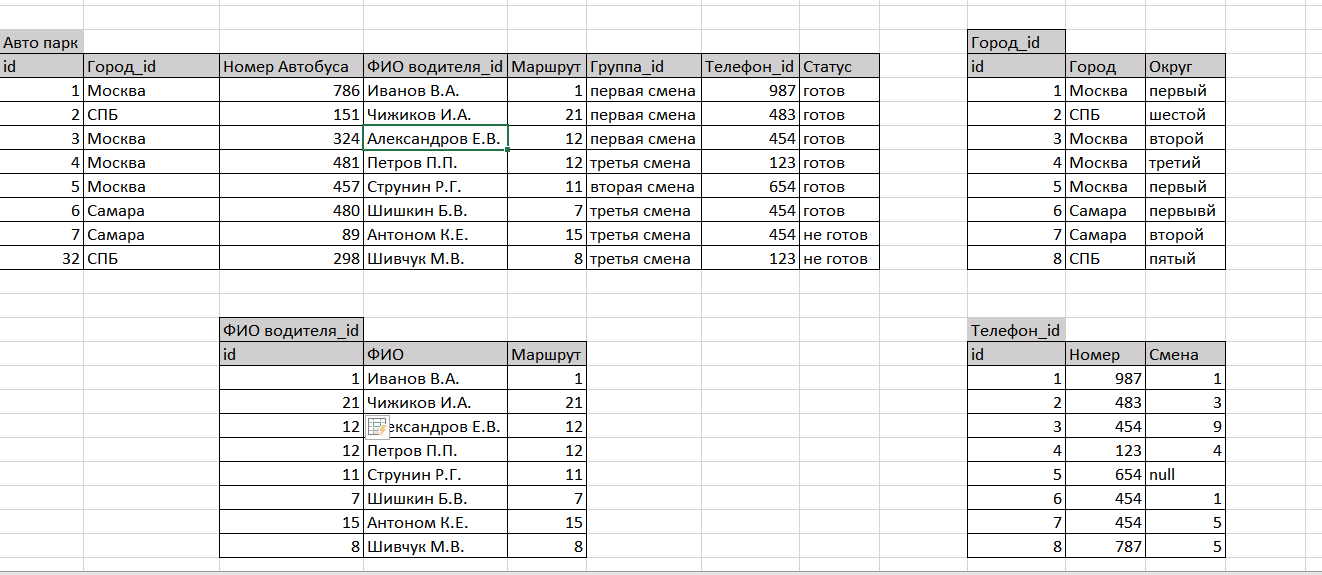 Авто парк Город_id
id Город_id Номер Автобуса ФИО водителя_id Маршрут Группа_id Телефон_id Статус id Город Округ
1 Москва 786 Иванов В.А. 1 первая смена 987 готов 1 Москва первый
2 СПБ 151 Чижиков И.А. 21 первая смена 483 готов 2 СПБ шестой
3 Москва 324 Александров Е.В. 12 первая смена 454 готов 3 Москва второй
4 Москва 481 Петров П.П. 12 третья смена 123 готов 4 Москва третий
5 Москва 457 Струнин Р.Г. 11 вторая смена 654 готов 5 Москва первый
6 Самара 480 Шишкин Б.В. 7 третья смена 454 готов 6 Самара первывй
7 Самара 89 Антоном К.Е. 15 третья смена 454 не готов 7 Самара второй
32 СПБ 298 Шивчук М.В. 8 третья смена 123 не готов 8 СПБ пятый
ФИО водителя_id Телефон_id
id ФИО Маршрут id Номер Смена
1 Иванов В.А. 1 1 987 1
21 Чижиков И.А. 21 2 483 3
12 ександров Е.В. 12 3 454 9
12 Петров П.П. 12 4 123 4
11 Струнин Р.Г. 11 5 654 null
7 Шишкин Б.В. 7 6 454 1
15 Антоном К.Е. 15 7 454 5
8 Шивчук М.В. 8 8 787 5